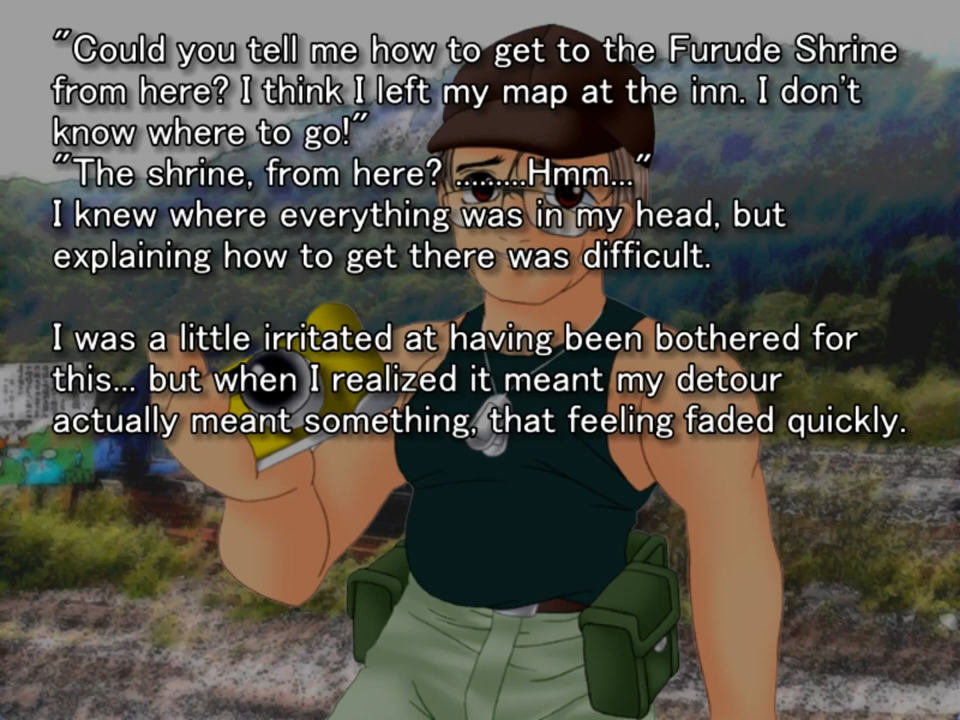 "Could you tell me how to get to the Furude Shrine
from here? I think I left my map at the inn. I don't
know where to go!"
"The shrine, from here? .........Hmm..."
I knew where everything was in my head, but
explaining how to get there was difficult.
I was a little irritated at having been bothered for
this... but when I realized it meant my detour
actually meant something, that feeling faded quickly.